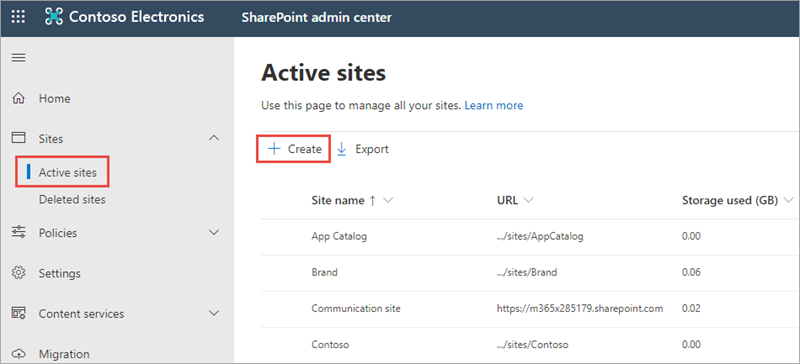 Contoso Electronics SharePoint admin center
Home
Sites
Active sites
Deleted sites
Policies
Settings
Content services
Migration
Active sites
Use this page to manage all your sites. Learn more
Create Export
Site name URL Storage used (GB)
App Catalog .../sites/AppCatalog 0.00
Brand .../sites/Brand 0.06
Communication site https://m365x285179.sharepoint.com 0.02
Contoso .../sites/Contoso 0.00